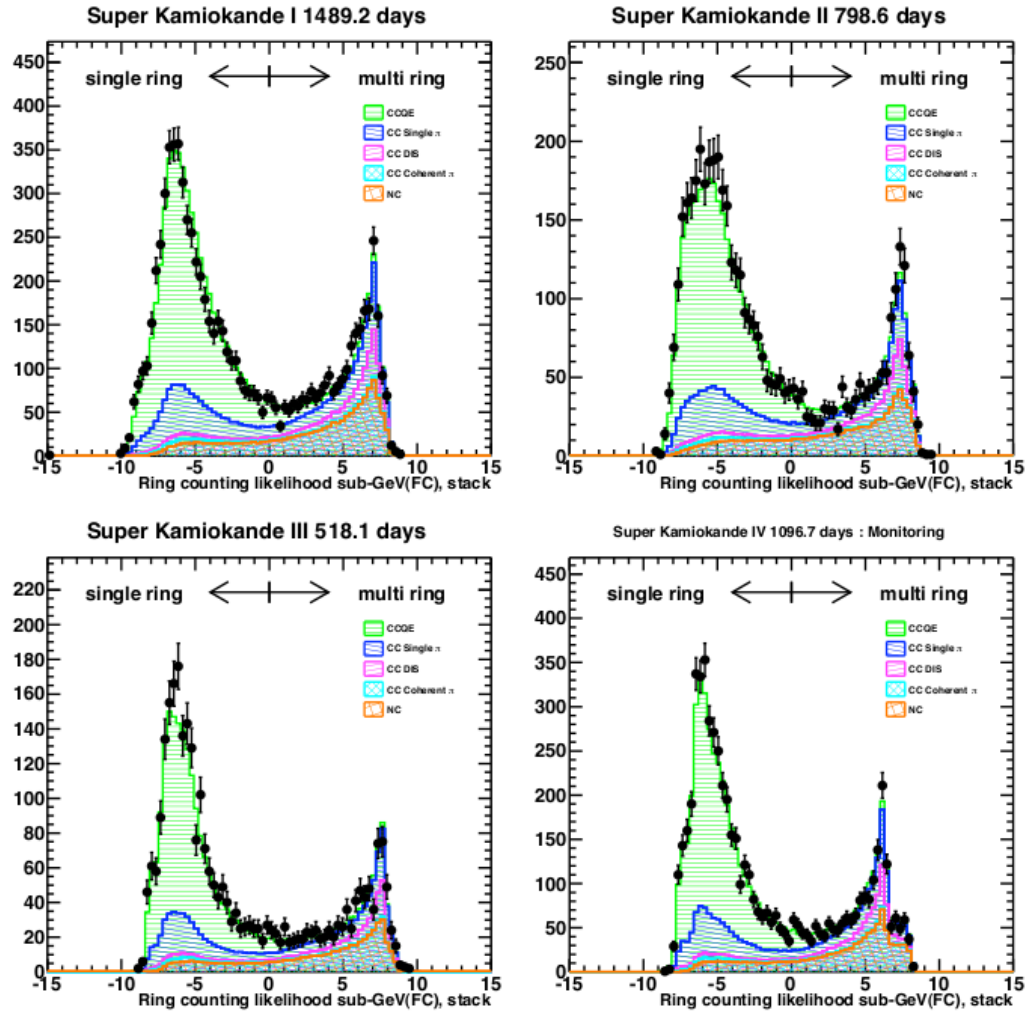 Super Kamiokande I 1489.2 days
450
400
350
300
250
200
150
100
50
0
single ring
multi ring
CCQE
CC Single π
CC DIS
CC Coherent π
NC
-15 -10 -5 0 5 10 15
Ring counting likelihood sub-GeV(FC), stack
Super Kamiokande II 798.6 days
250
200
150
100
50
0
single ring
multi ring
CCQE
CC Single π
CC DIS
CC Coherent π
NC
-15 -10 -5 0 5 10 15
Ring counting likelihood sub-GeV(FC), stack
Super Kamiokande III 518.1 days
220
200
180
160
140
120
100
80
60
40
20
0
single ring
multi ring
CCQE
CC Single π
CC DIS
CC Coherent π
NC
-15 -10 -5 0 5 10 15
Ring counting likelihood sub-GeV(FC), stack
Super Kamiokande IV 1096.7 days : Monitoring
450
400
350
300
250
200
150
100
50
0
single ring
multi ring
CCQE
CC Single π
CC DIS
CC Coherent π
NC
-15 -10 -5 0 5 10 15
Ring counting likelihood sub-GeV(FC), stack